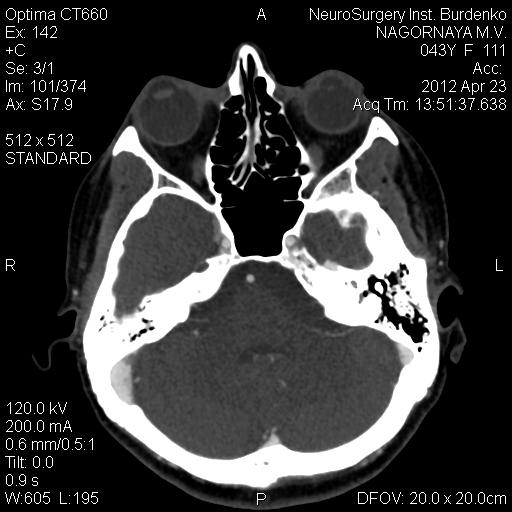 Optima CT660
Ex: 142
+C
Se: 3/1
Im: 101/374
Ax: S17.9
512 x 512
STANDARD
A
NeuroSurgery Inst. Burdenko
NAGORNAYA M.V.
043Y F 111
Acc:
2012 Apr 23
Acq Tm: 13:51:37.638
R
L
120.0 kV
200.0 mA
0.6 mm/0.5:1
Tilt: 0.0
0.9 s
W:605 L:195
P
DFOV: 20.0 x 20.0cm